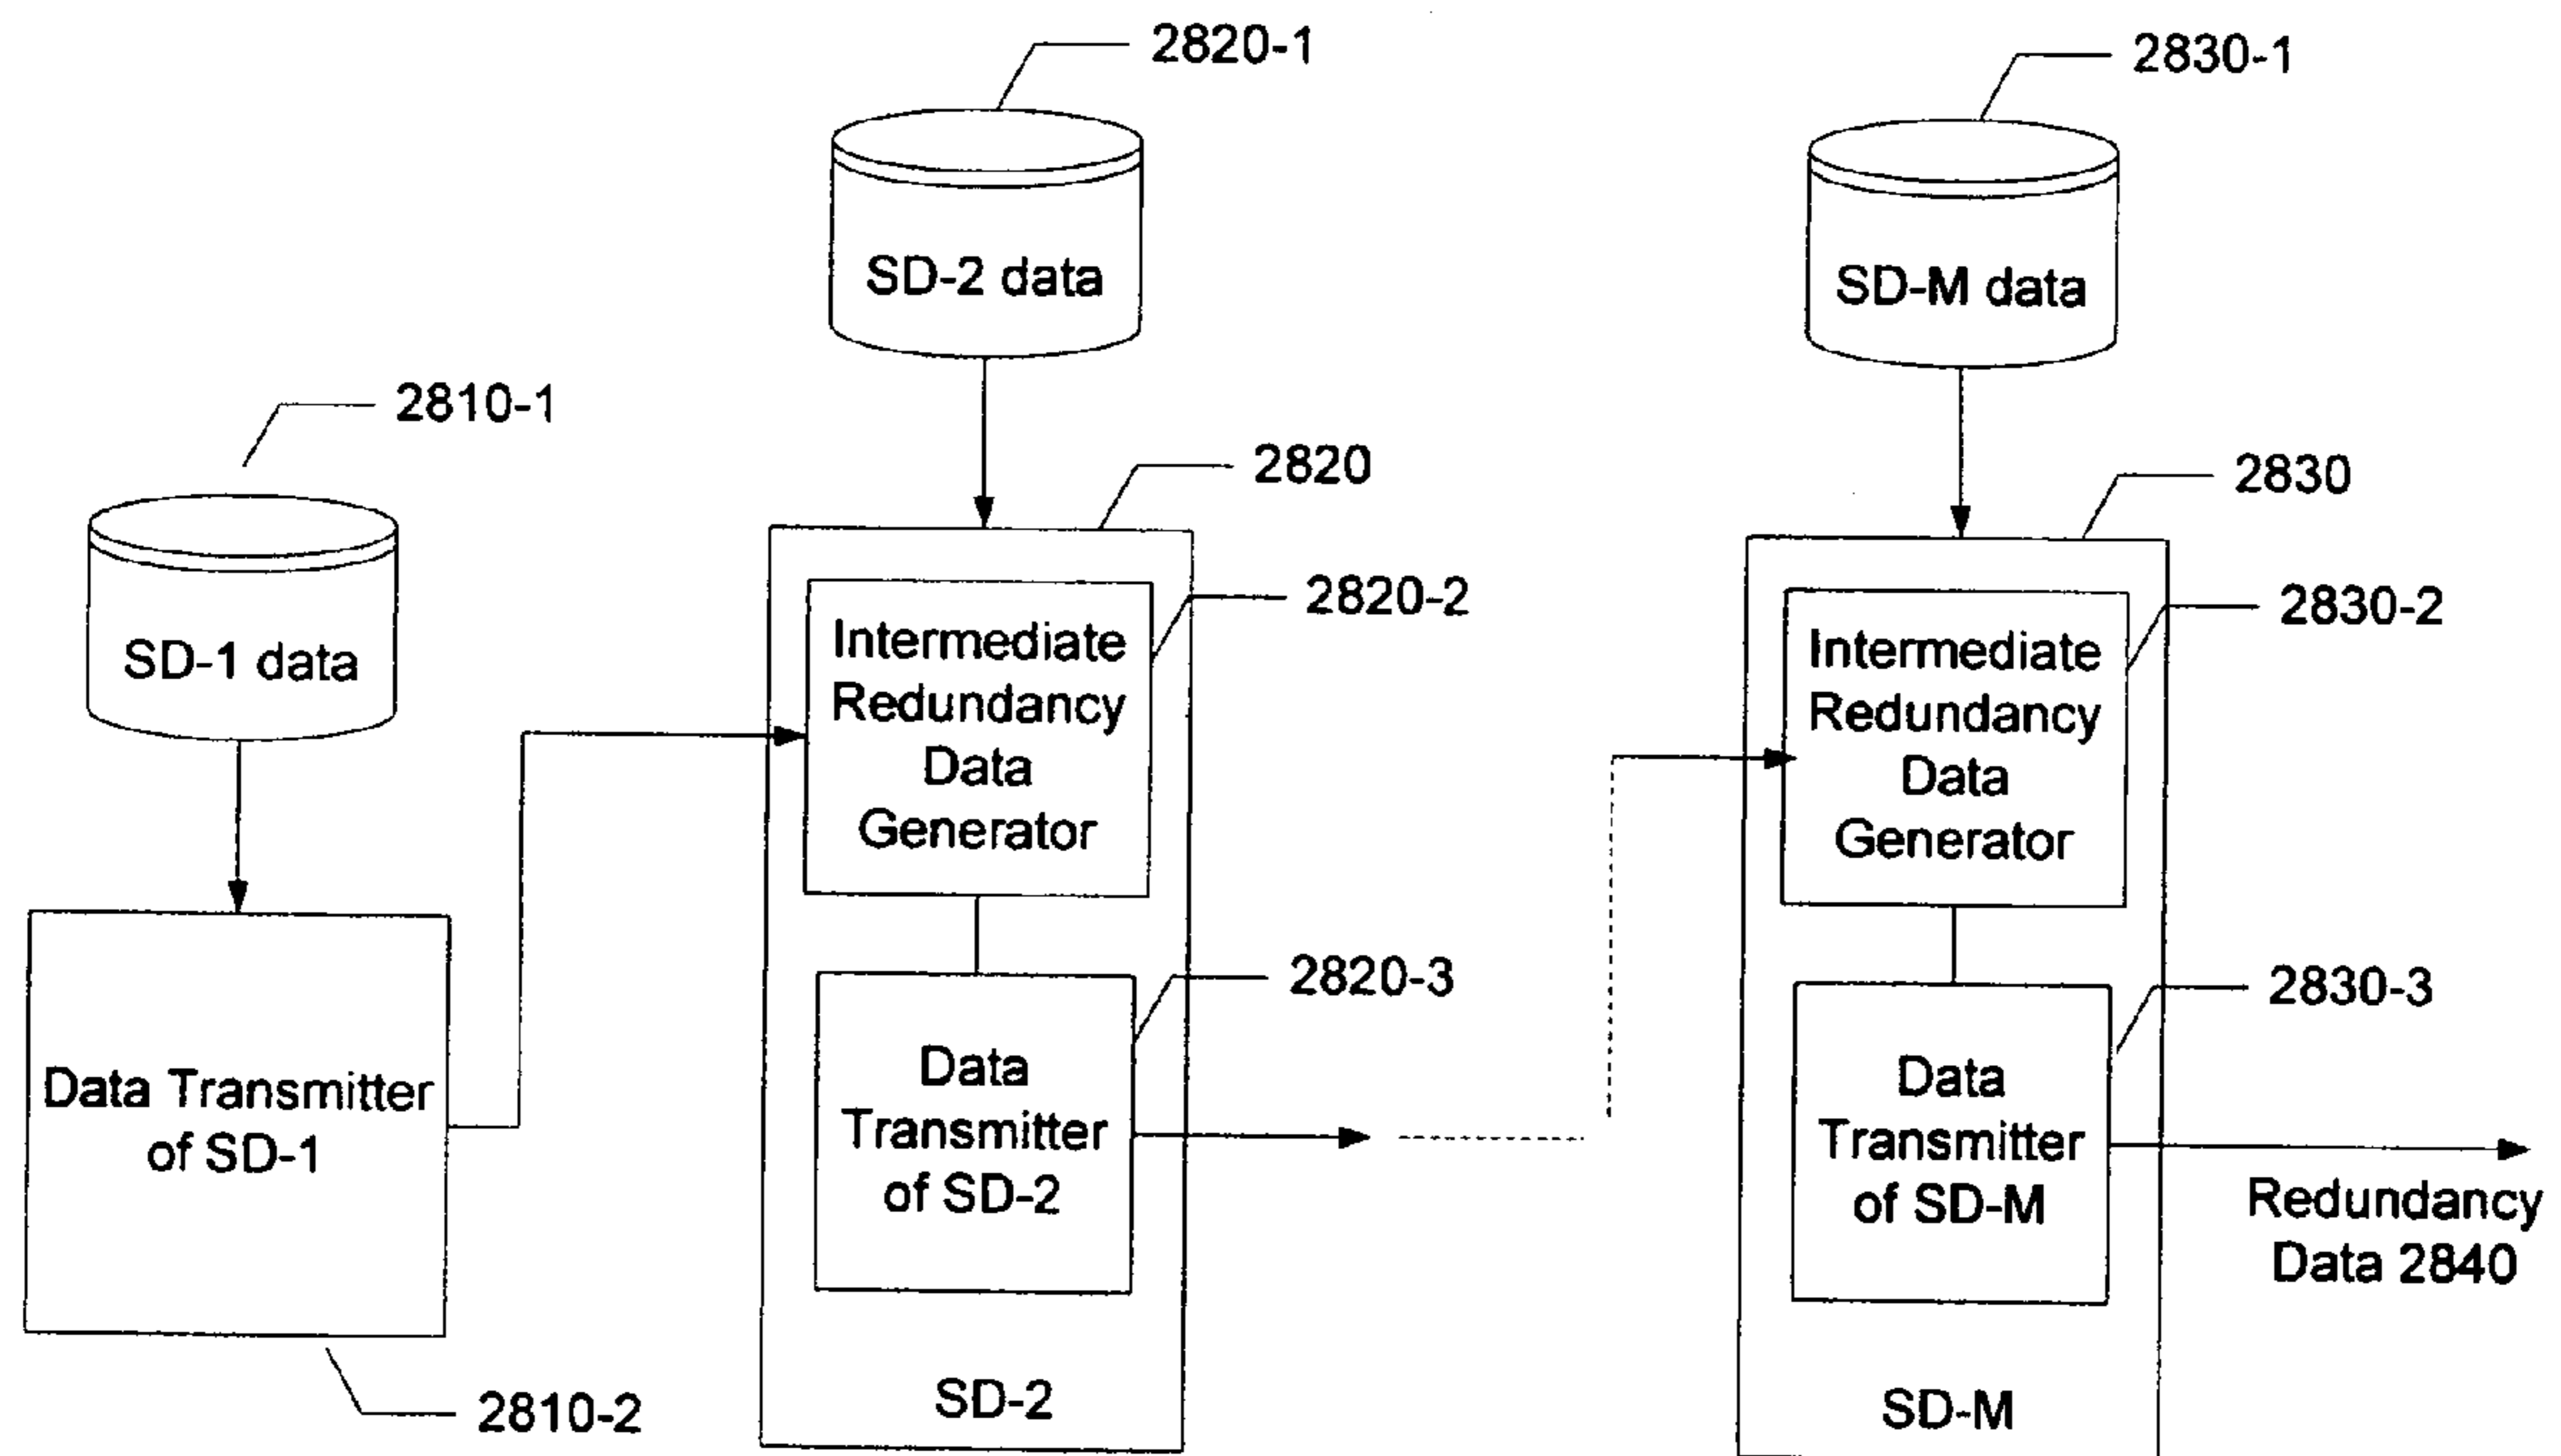 2820-1
2830-1
SD-2 data
SD-M data
2810-1
SD-1 data
2820
2830
2820-2
2830-2
Intermediate
Redundancy
Data
Generator
Intermediate
Redundancy
Data
Generator
2820-3
2830-3
Data Transmitter
of SD-1
Data
Transmitter
of SD-2
Data
Transmitter
of SD-M
Redundancy
Data 2840
2810-2
SD-2
SD-M